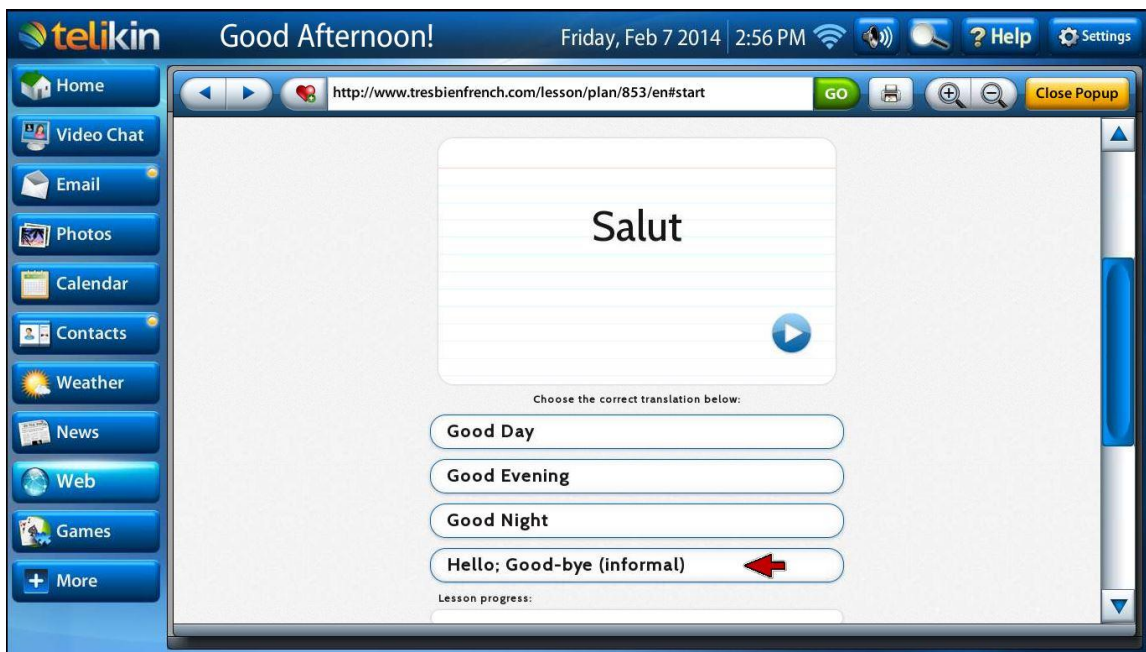 telikin Good Afternoon! Friday, Feb 7 2014 2:56 PM ? Help Settings
Home
Video Chat
Email
Photos
Calendar
Contacts
Weather
News
Web
Games
More
http://www.tresbienfrench.com/lesson/plan/853/en#start GO Close Popup
Salut
Choose the correct translation below:
Good Day
Good Evening
Good Night
Hello; Good-bye (informal)
Lesson progress: